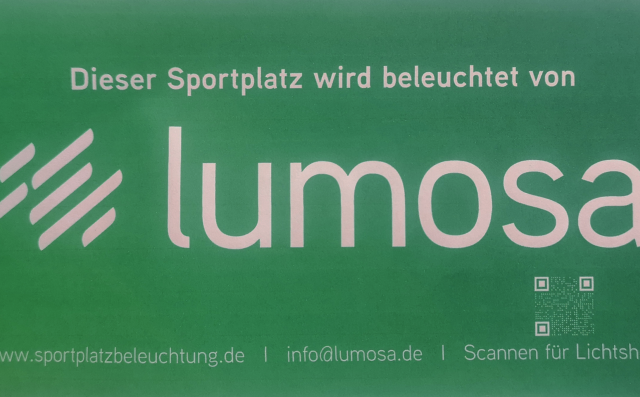 Dieser Sportplatz wird beleuchtet von
lumosa
www.sportplatzbeleuchtung.de | info@lumosa.de | Scannen für